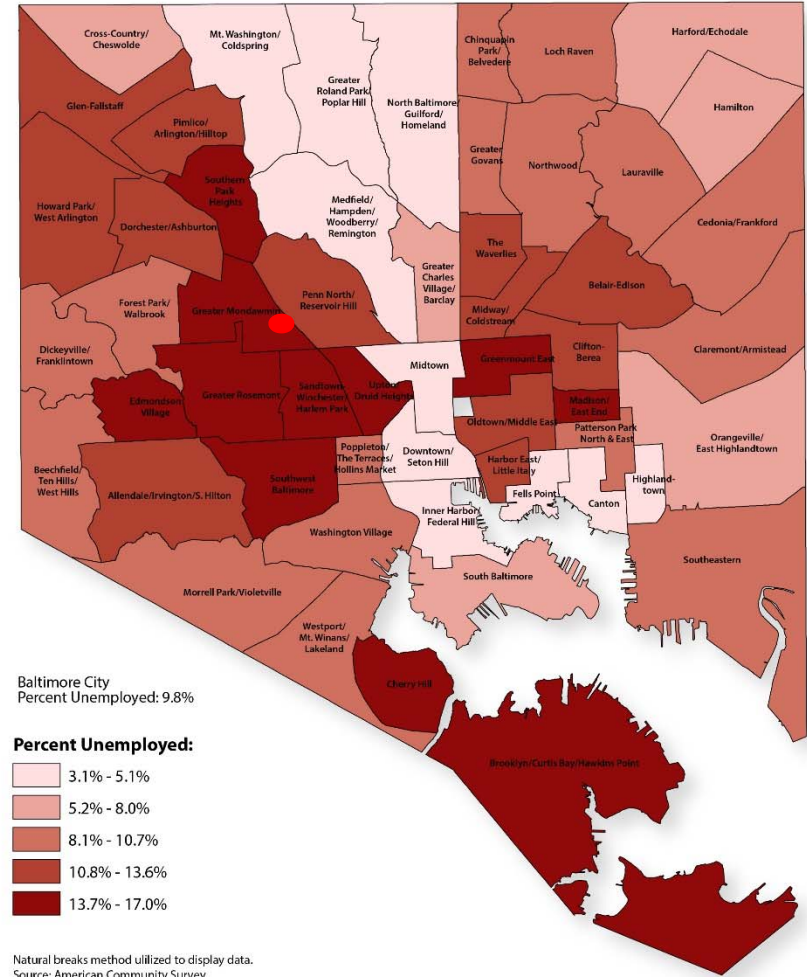 Cross-Country/
Cheswolde
Mt. Washington/
Coldspring
Greater
Roland Park/
Poplar Hill
North Baltimore/
Guilford/
Homeland
Chinquapin
Park/
Belvedere
Loch Raven
Harford/Echodale
Hamilton
Glen-Fallstaff
Pimlico/
Arlington/Hilltop
Greater
Govans
Northwood
Lauraville
Southern
Park
Heights
Howard Park/
West Arlington
Dorchester/Ashburton
Medfield/
Hampden/
Woodberry/
Remington
Cedonia/Frankford
The
Waverlies
Greater
Charles
Village/
Barclay
Belair-Edison
Forest Park/
Walbrook
Greater Mondawmin
Penn North/
Reservoir Hill
Midway/
Coldstream
Dickeyville/
Franklintown
Clifton-
Berea
Claremont/Armistead
Midtown
Greenmount East
Edmondson
Village
Greater Rosemont
Sandtown-
Winchester/
Harlem Park
Upton/
Druid Heights
Madison/
East End
Oldtown/Middle East
Patterson Park
North & East
Orangeville/
East Highlandtown
Beechfield/
Ten Hills/
West Hills
Allendale/Irvington/S. Hilton
Southwest
Baltimore
Poppleton/
The Terraces/
Hollins Market
Downtown/
Seton Hill
Harbor East/
Little Italy
Fells Point
Canton
Highland-
town
Inner Harbor/
Federal Hill
Washington Village
South Baltimore
Southeastern
Morrell Park/Violetville
Westport/
Mt. Winans/
Lakeland
Cherry Hill
Brooklyn/Curtis Bay/Hawkins Point
Baltimore City
Percent Unemployed: 9.8%
Percent Unemployed:
3.1% - 5.1%
5.2% - 8.0%
8.1% - 10.7%
10.8% - 13.6%
13.7% - 17.0%
Natural breaks method ulilized to display data.
Source: American Community Survey